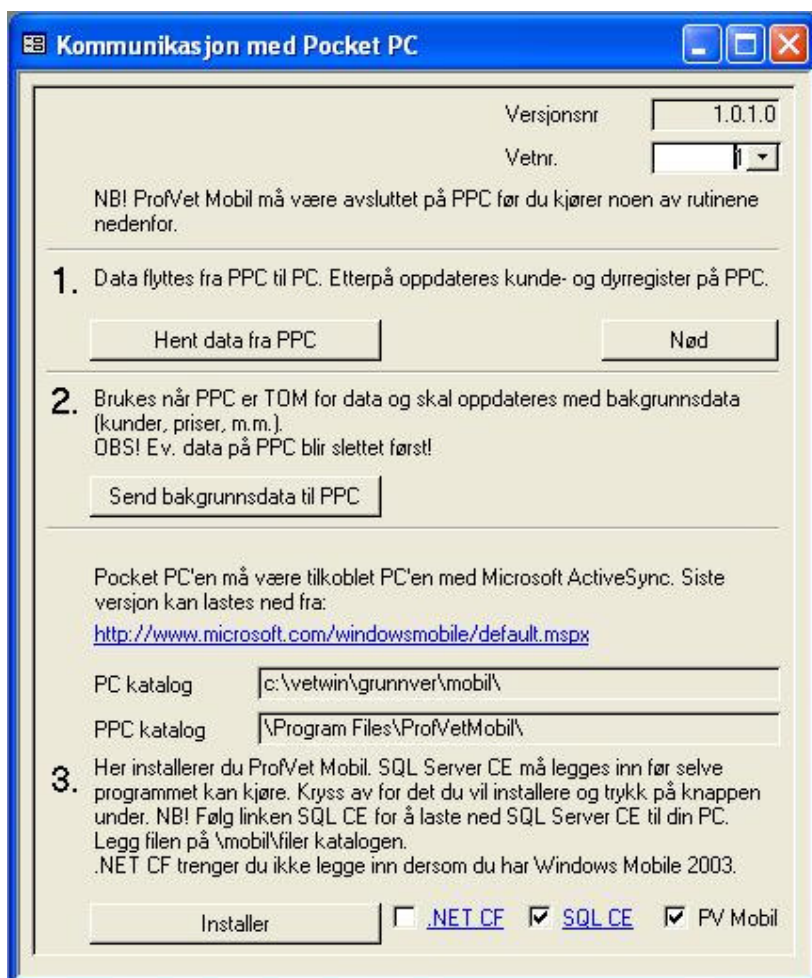 Kommunikasjon med Pocket PC
Versjonsnr 1.0.1.0
Vetnr. 1
NB! ProfVet Mobil må være avsluttet på PPC før du kjører noen av rutinene
nedenfor.
1. Data flyttes fra PPC til PC. Etterpå oppdateres kunde- og dyrregister på PPC.
Hent data fra PPC Nød
2. Brukes når PPC er TOM for data og skal oppdateres med bakgrunnsdata
(kunder, priser, m.m.).
OBS! Ev. data på PPC blir slettet først!
Send bakgrunnsdata til PPC
Pocket PC'en må være tilkoblet PC'en med Microsoft ActiveSync. Siste
versjon kan lastes ned fra:
http://www.microsoft.com/windowsmobile/default.mspx
PC katalog c:\vetwin\grunnver\mobil\
PPC katalog \Program Files\ProfVetMobil\
3. Her installerer du ProfVet Mobil. SQL Server CE må legges inn før selve
programmet kan kjøre. Kryss av for det du vil installere og trykk på knappen
under. NB! Følg linken SQL CE for å laste ned SQL Server CE til din PC.
Legg filen på \mobil\filer katalogen.
.NET CF trenger du ikke legge inn dersom du har Windows Mobile 2003.
Installer .NET CF SQL CE PV Mobil